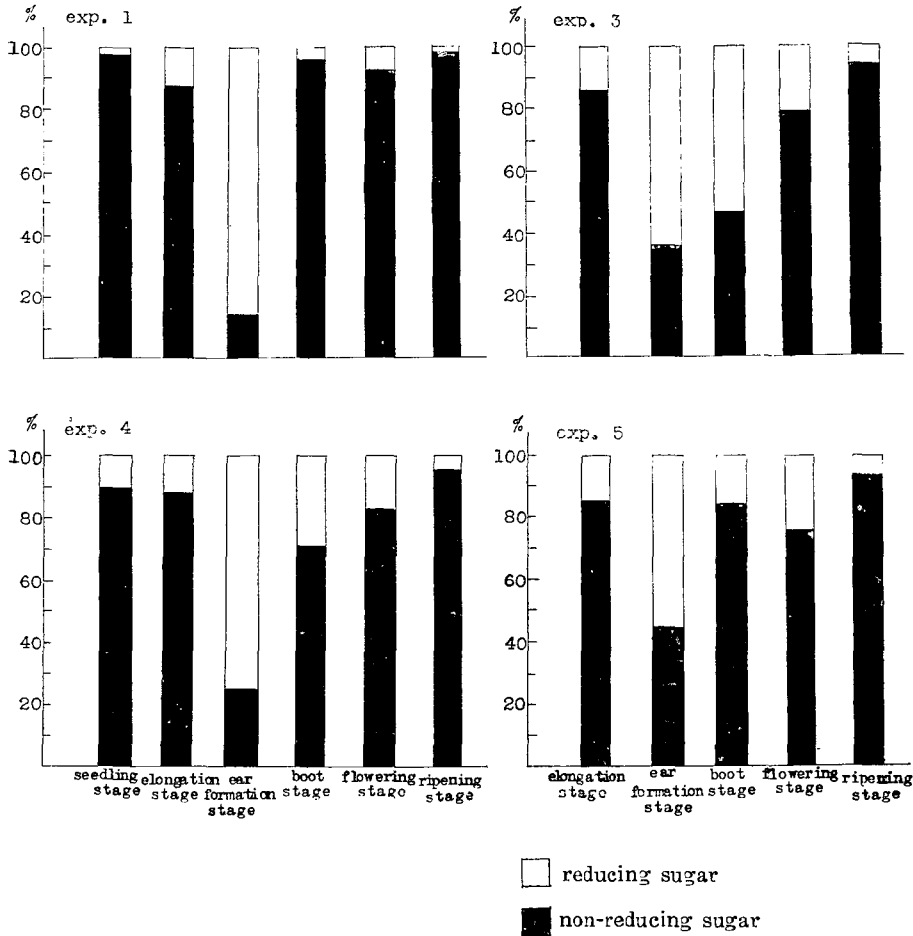 % exp. 1
100
80
60
40
20
% exp. 3
100
80
60
40
20
% exp. 4
100
80
60
40
20
seedling stage
elongation stage
ear formation stage
boot stage
flowering stage
ripening stage
% exp. 5
100
80
60
40
20
elongation stage
ear formation stage
boot stage
flowering stage
ripening stage
reducing sugar
non-reducing sugar